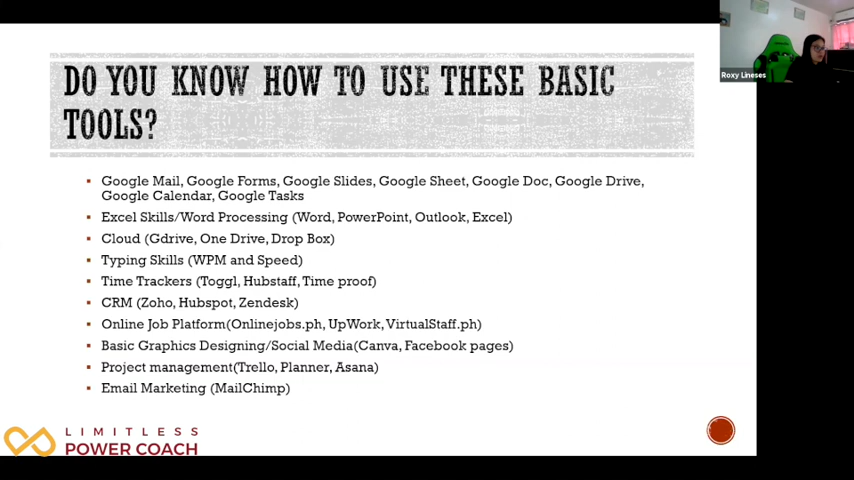 DO YOU KNOW HOW TO USE THESE BASIC
TOOLS?
Google Mail, Google Forms, Google Slides, Google Sheet, Google Doc, Google Drive,
Google Calendar, Google Tasks
Excel Skills/Word Processing (Word, PowerPoint, Outlook, Excel)
Cloud (Gdrive, One Drive, Drop Box)
Typing Skills (WPM and Speed)
Time Trackers (Toggl, Hubstaff, Time proof)
CRM (Zoho, Hubspot, Zendesk)
Online Job Platform(Onlinejobs.ph, UpWork, VirtualStaff.ph)
Basic Graphics Designing/Social Media(Canva, Facebook pages)
Project management(Trello, Planner, Asana)
Email Marketing (MailChimp)
LIMITLESS
POWER COACH
Roxy Lineses